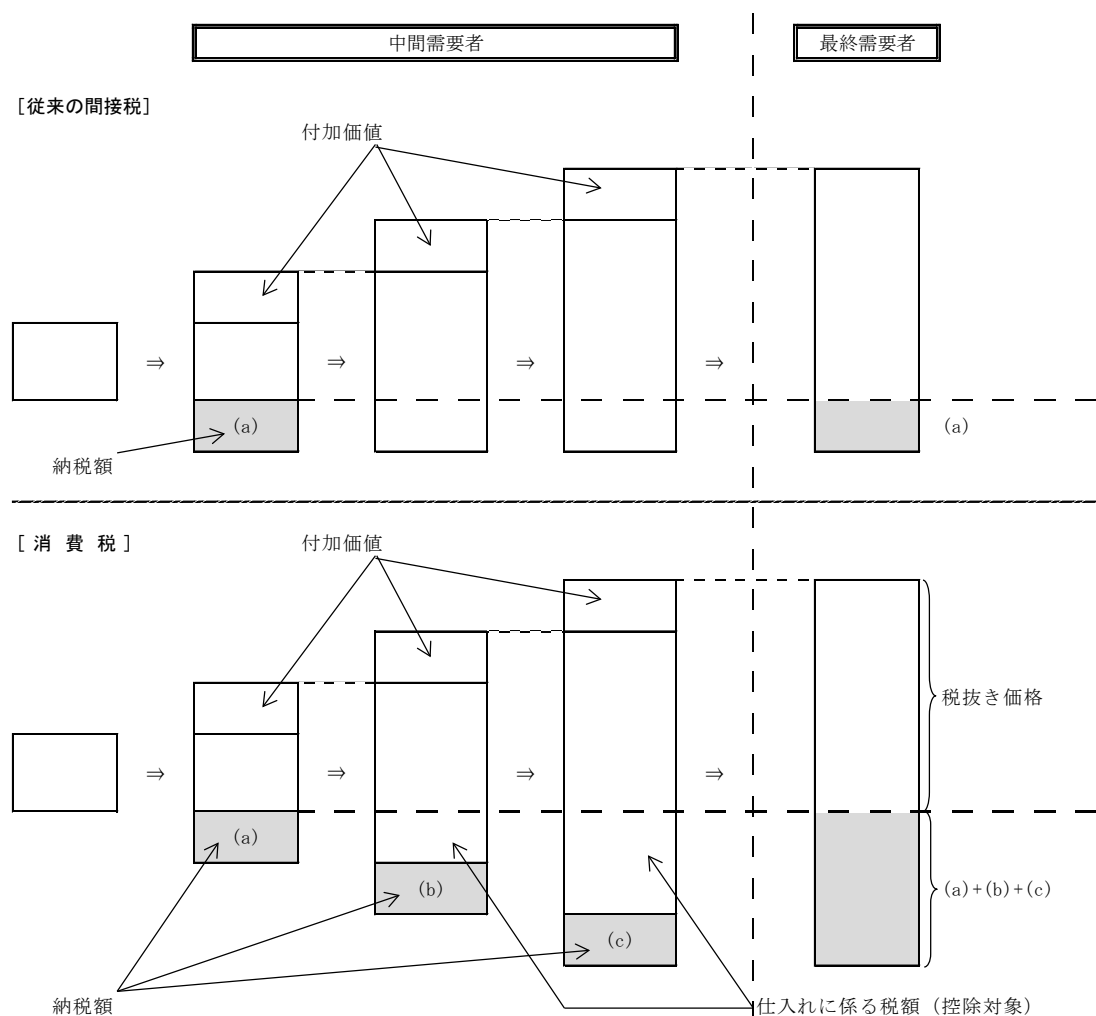 中間需要者
最終需要者
[従来の間接税]
付加価値
⇒
⇒
⇒
⇒
(a)
(a)
納税額
[消費税]
付加価値
税抜き価格
⇒
⇒
⇒
⇒
(a)
(b)
(a)+(b)+(c)
(c)
納税額
仕入れに係る税額（控除対象）